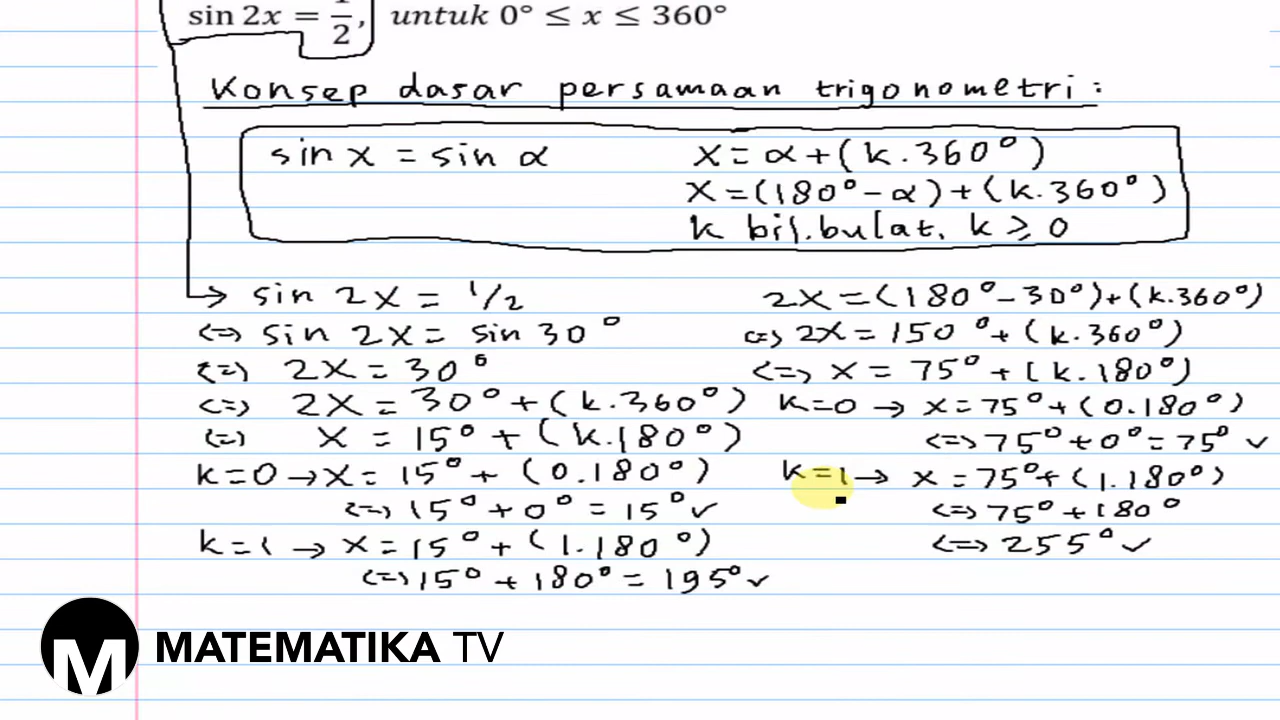 sin 2x = 1/2, untuk 0° ≤ x ≤ 360°
Konsep dasar persamaan trigonometri:
sin x = sin α
x = α + (k.360°)
x = (180° - α) + (k.360°)
k bil.bulat, k ≥ 0
sin 2x = 1/2
<=> sin 2x = sin 30°
<=> 2x = 30°
<=> 2x = 30° + (k.360°)
<=> x = 15° + (k.180°)
k=0 → x = 15° + (0.180°)
<=> 15° + 0° = 15° ✓
k=1 → x = 15° + (1.180°)
<=> 15° + 180° = 195° ✓
2x = (180° - 30°) + (k.360°)
<=> 2x = 150° + (k.360°)
<=> x = 75° + (k.180°)
k=0 → x = 75° + (0.180°)
<=> 75° + 0° = 75° ✓
k=1 → x = 75° + (1.180°)
<=> 75° + 180°
<=> 255° ✓
M MATEMATIKA TV